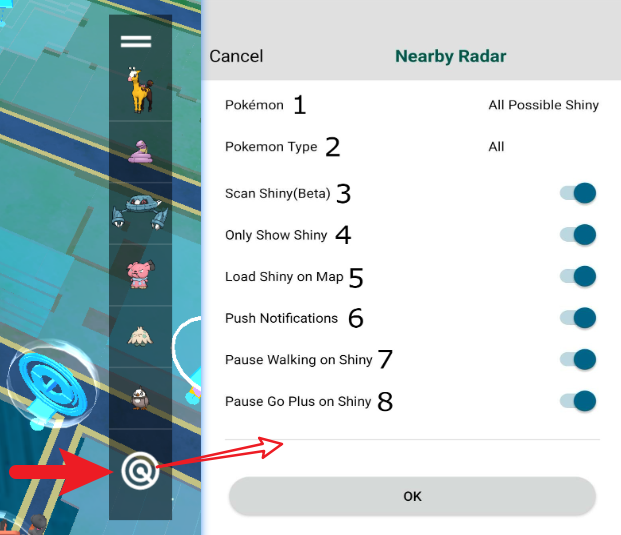 Cancel Nearby Radar
Pokémon 1 All Possible Shiny
Pokemon Type 2 All
Scan Shiny(Beta) 3
Only Show Shiny 4
Load Shiny on Map 5
Push Notifications 6
Pause Walking on Shiny 7
Pause Go Plus on Shiny 8
OK